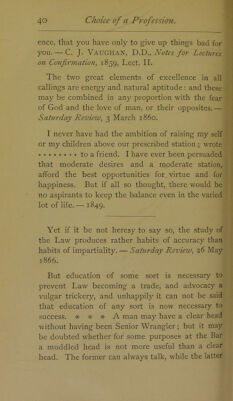 40 Choice of a Profession.
ence, that you have only to give up things bad for
you. — C. J. VAUGHAN, D.D., Notes for Lectures
on Confirmation, 1859, Lect. II.
The two great elements of excellence in all
callings are energy and natural aptitude: and these
may be combined in any proportion with the fear
of God and the love of man, or their opposites. —
Saturday Review, 3 March 1860.
I never have had the ambition of raising my self
or my children above our prescribed station; wrote
. . . . . . . . to a friend. I have ever been persuaded
that moderate desires and a moderate station,
afford the best opportunities for virtue and for
happiness. But if all so thought, there would be
no aspirants to keep the balance even in the varied
lot of life. — 1849.
Yet if it be not heresy to say so, the study of
the Law produces rather habits of accuracy than
habits of impartiality. — Saturday Review, 26 May
1866.
But education of some sort is necessary to
prevent Law becoming a trade, and advocacy a
vulgar trickery, and unhappily it can not be said
that education of any sort is now necessary to
success. * * * A man may have a clear head
without having been Senior Wrangler; but it may
be doubted whether for some purposes at the Bar
a muddled head is not more useful than a clear
head. The former can always talk, while the latter